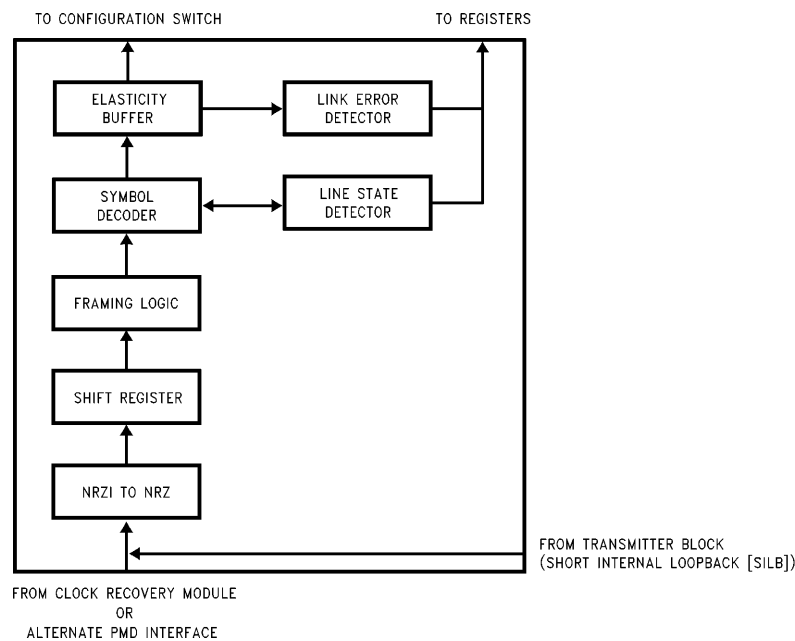 TO CONFIGURATION SWITCH
TO REGISTERS
ELASTICITY
BUFFER
LINK ERROR
DETECTOR
SYMBOL
DECODER
LINE STATE
DETECTOR
FRAMING LOGIC
SHIFT REGISTER
NRZI TO NRZ
FROM TRANSMITTER BLOCK
(SHORT INTERNAL LOOPBACK [SILB])
FROM CLOCK RECOVERY MODULE
OR
ALTERNATE PMD INTERFACE